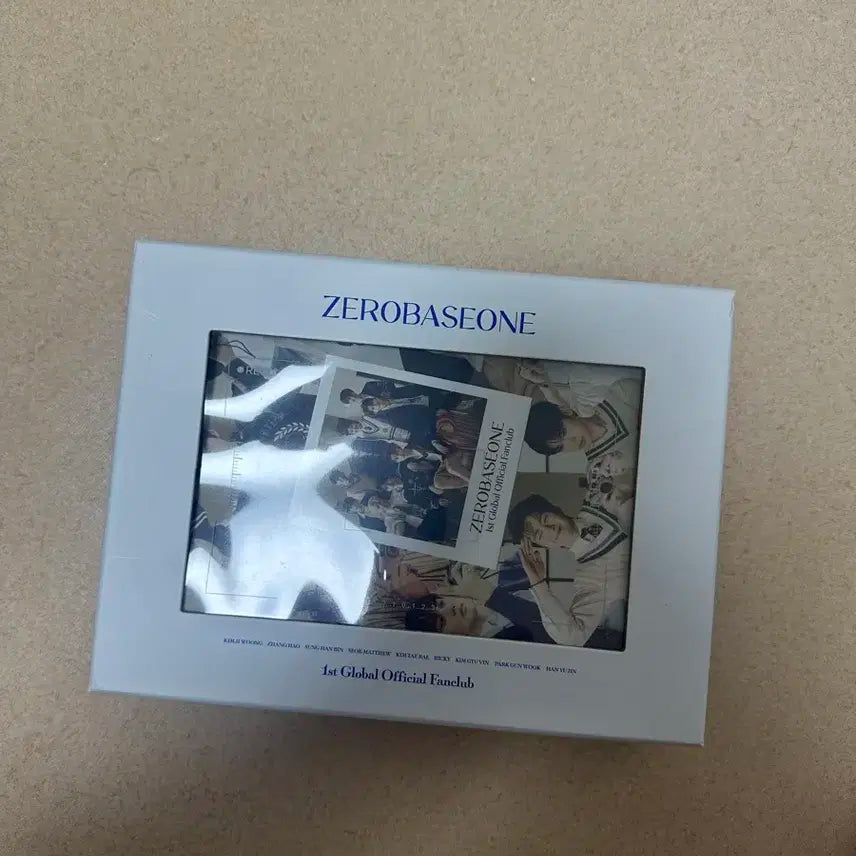 ZEROBASEONE
ZEROBASEONE
1st Global Official Fanclub
KIM JI WOONG ZHANG HAO SUNG HAN BIN SEOK MATTHEW KIM TAE RAE RICKY KIM GYU VIN PARK GUN WOOK HAN YU JIN
1st Global Official Fanclub